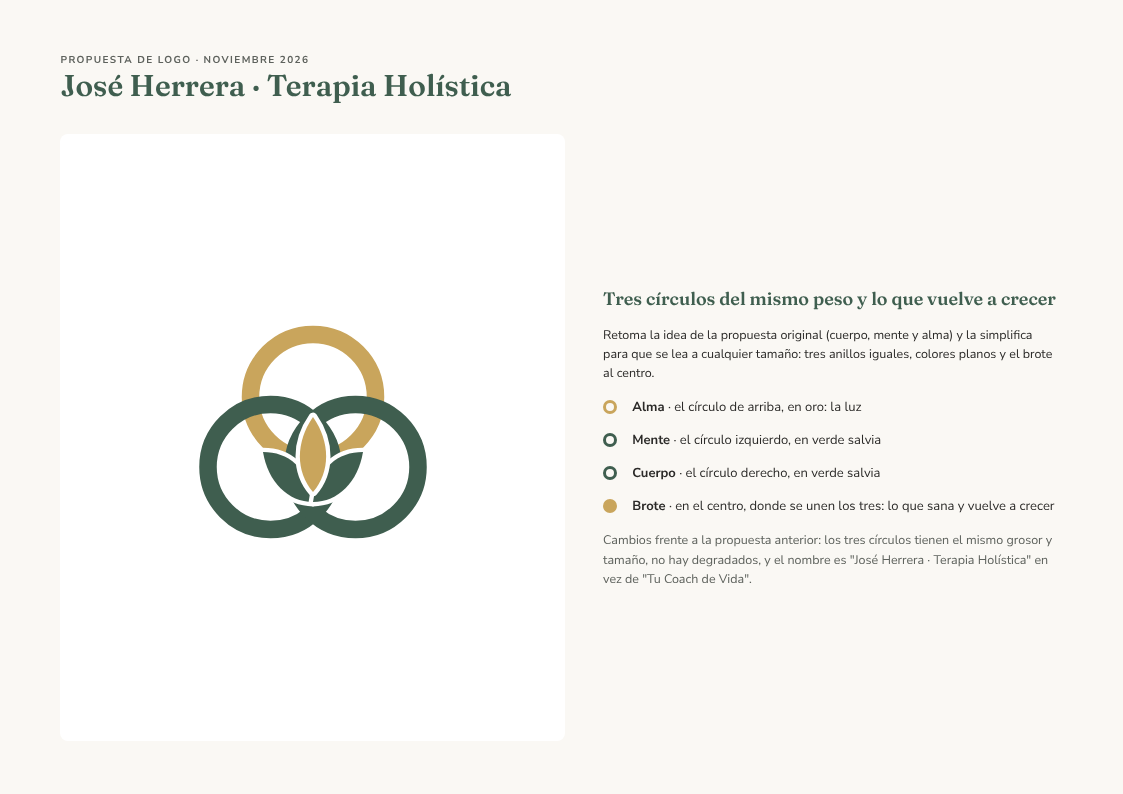 PROPUESTA DE LOGO · NOVIEMBRE 2026
José Herrera · Terapia Holística
Tres círculos del mismo peso y lo que vuelve a crecer
Retoma la idea de la propuesta original (cuerpo, mente y alma) y la simplifica
para que se lea a cualquier tamaño: tres anillos iguales, colores planos y el brote
al centro.
Alma · el círculo de arriba, en oro: la luz
Mente · el círculo izquierdo, en verde salvia
Cuerpo · el círculo derecho, en verde salvia
Brote · en el centro, donde se unen los tres: lo que sana y vuelve a crecer
Cambios frente a la propuesta anterior: los tres círculos tienen el mismo grosor y
tamaño, no hay degradados, y el nombre es "José Herrera · Terapia Holística" en
vez de "Tu Coach de Vida".